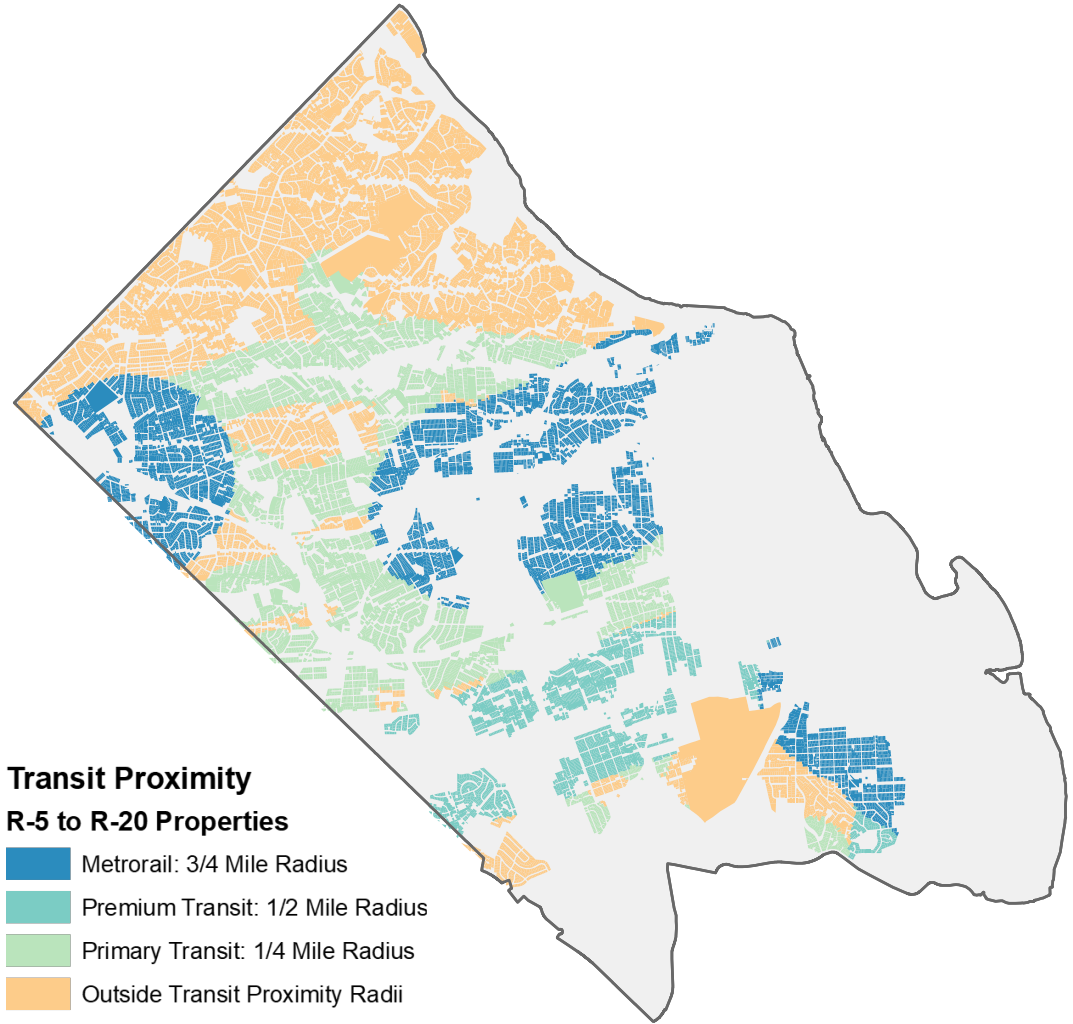 Transit Proximity
R-5 to R-20 Properties
Metrorail: 3/4 Mile Radius
Premium Transit: 1/2 Mile Radius
Primary Transit: 1/4 Mile Radius
Outside Transit Proximity Radii